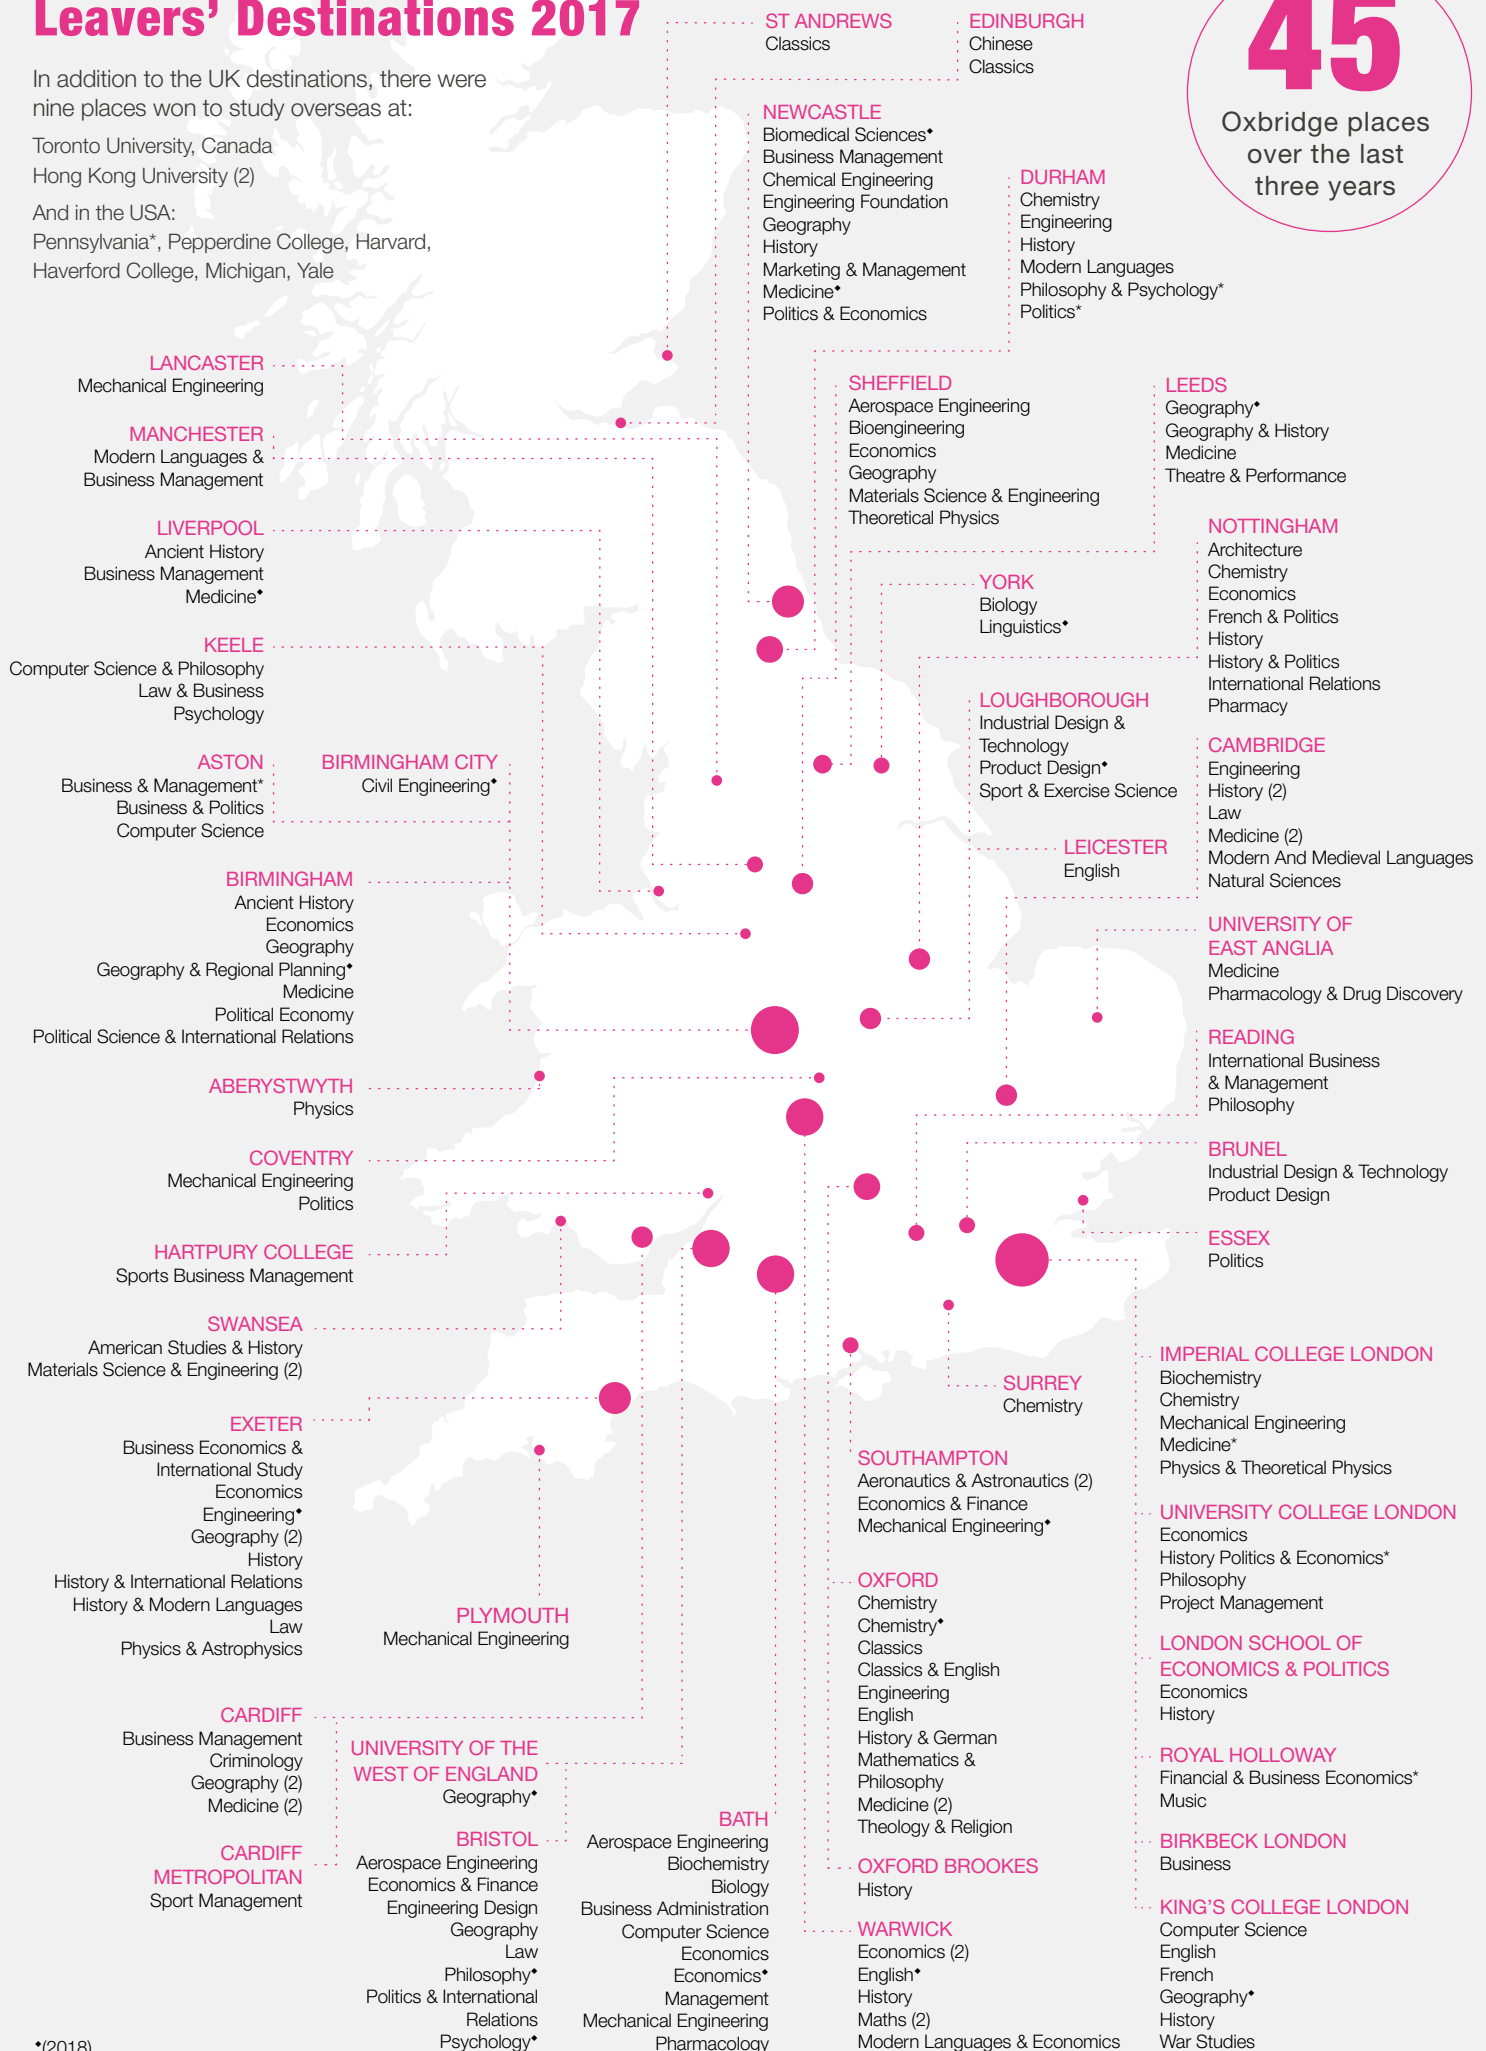 Leavers’ Destinations 2017
In addition to the UK destinations, there were
nine places won to study overseas at:
Toronto University, Canada
Hong Kong University (2)
And in the USA:
Pennsylvania*, Pepperdine College, Harvard,
Haverford College, Michigan, Yale
45
Oxbridge places
over the last
three years
ST ANDREWS
Classics
EDINBURGH
Chinese
Classics
NEWCASTLE
Biomedical Sciences◆
Business Management
Chemical Engineering
Engineering Foundation
Geography
History
Marketing & Management
Medicine◆
Politics & Economics
DURHAM
Chemistry
Engineering
History
Modern Languages
Philosophy & Psychology*
Politics*
LANCASTER
Mechanical Engineering
MANCHESTER
Modern Languages &
Business Management
LIVERPOOL
Ancient History
Business Management
Medicine◆
KEELE
Computer Science & Philosophy
Law & Business
Psychology
ASTON
Business & Management*
Business & Politics
Computer Science
BIRMINGHAM CITY
Civil Engineering◆
BIRMINGHAM
Ancient History
Economics
Geography
Geography & Regional Planning◆
Medicine
Political Economy
Political Science & International Relations
ABERYSTWYTH
Physics
COVENTRY
Mechanical Engineering
Politics
HARTPURY COLLEGE
Sports Business Management
SWANSEA
American Studies & History
Materials Science & Engineering (2)
EXETER
Business Economics &
International Study
Economics
Engineering◆
Geography (2)
History
History & International Relations
History & Modern Languages
Law
Physics & Astrophysics
PLYMOUTH
Mechanical Engineering
CARDIFF
Business Management
Criminology
Geography (2)
Medicine (2)
CARDIFF
METROPOLITAN
Sport Management
UNIVERSITY OF THE
WEST OF ENGLAND
Geography◆
BRISTOL
Aerospace Engineering
Economics & Finance
Engineering Design
Geography
Law
Philosophy◆
Politics & International
Relations
Psychology◆
BATH
Aerospace Engineering
Biochemistry
Biology
Business Administration
Computer Science
Economics
Economics◆
Management
Mechanical Engineering
Pharmacology
SHEFFIELD
Aerospace Engineering
Bioengineering
Economics
Geography
Materials Science & Engineering
Theoretical Physics
LEEDS
Geography◆
Geography & History
Medicine
Theatre & Performance
YORK
Biology
Linguistics◆
NOTTINGHAM
Architecture
Chemistry
Economics
French & Politics
History
History & Politics
International Relations
Pharmacy
LOUGHBOROUGH
Industrial Design &
Technology
Product Design◆
Sport & Exercise Science
LEICESTER
English
CAMBRIDGE
Engineering
History (2)
Law
Medicine (2)
Modern And Medieval Languages
Natural Sciences
UNIVERSITY OF
EAST ANGLIA
Medicine
Pharmacology & Drug Discovery
READING
International Business
& Management
Philosophy
BRUNEL
Industrial Design & Technology
Product Design
ESSEX
Politics
SURREY
Chemistry
SOUTHAMPTON
Aeronautics & Astronautics (2)
Economics & Finance
Mechanical Engineering◆
OXFORD
Chemistry
Chemistry◆
Classics
Classics & English
Engineering
English
History & German
Mathematics &
Philosophy
Medicine (2)
Theology & Religion
OXFORD BROOKES
History
WARWICK
Economics (2)
English◆
History
Maths (2)
Modern Languages & Economics
IMPERIAL COLLEGE LONDON
Biochemistry
Chemistry
Mechanical Engineering
Medicine*
Physics & Theoretical Physics
UNIVERSITY COLLEGE LONDON
Economics
History Politics & Economics*
Philosophy
Project Management
LONDON SCHOOL OF
ECONOMICS & POLITICS
Economics
History
ROYAL HOLLOWAY
Financial & Business Economics*
Music
BIRKBECK LONDON
Business
KING’S COLLEGE LONDON
Computer Science
English
French
Geography◆
History
War Studies
◆(2018)